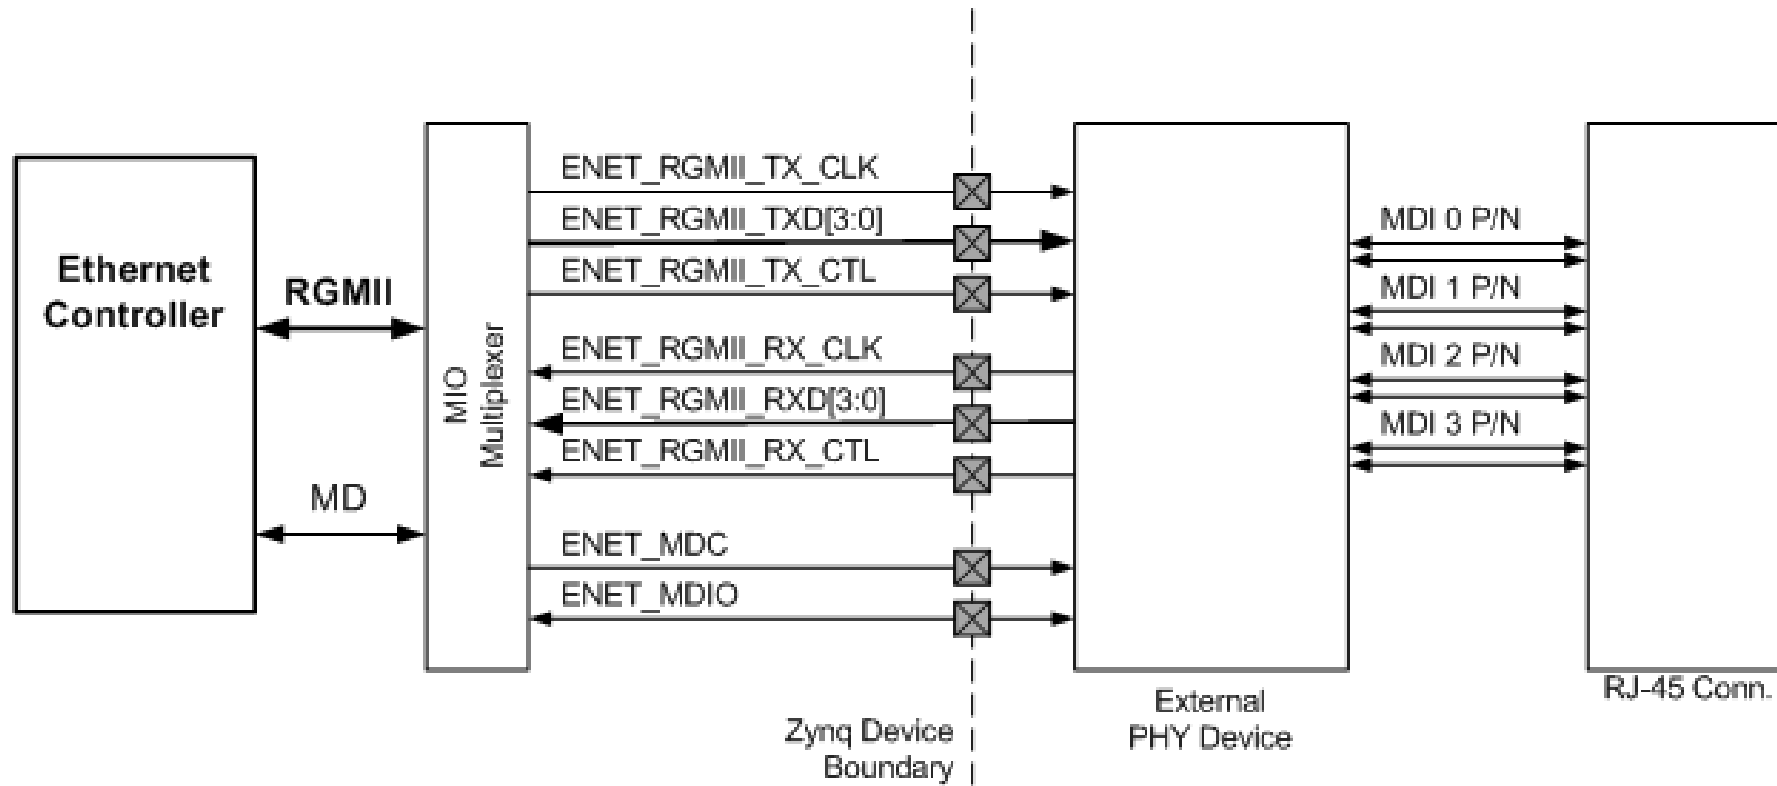 Ethernet
Controller
RGMII
MD
MIO
Multiplexer
ENET_RGMII_TX_CLK
ENET_RGMII_TXD[3:0]
ENET_RGMII_TX_CTL
ENET_RGMII_RX_CLK
ENET_RGMII_RXD[3:0]
ENET_RGMII_RX_CTL
ENET_MDC
ENET_MDIO
Zynq Device
Boundary
External
PHY Device
MDI 0 P/N
MDI 1 P/N
MDI 2 P/N
MDI 3 P/N
RJ-45 Conn.